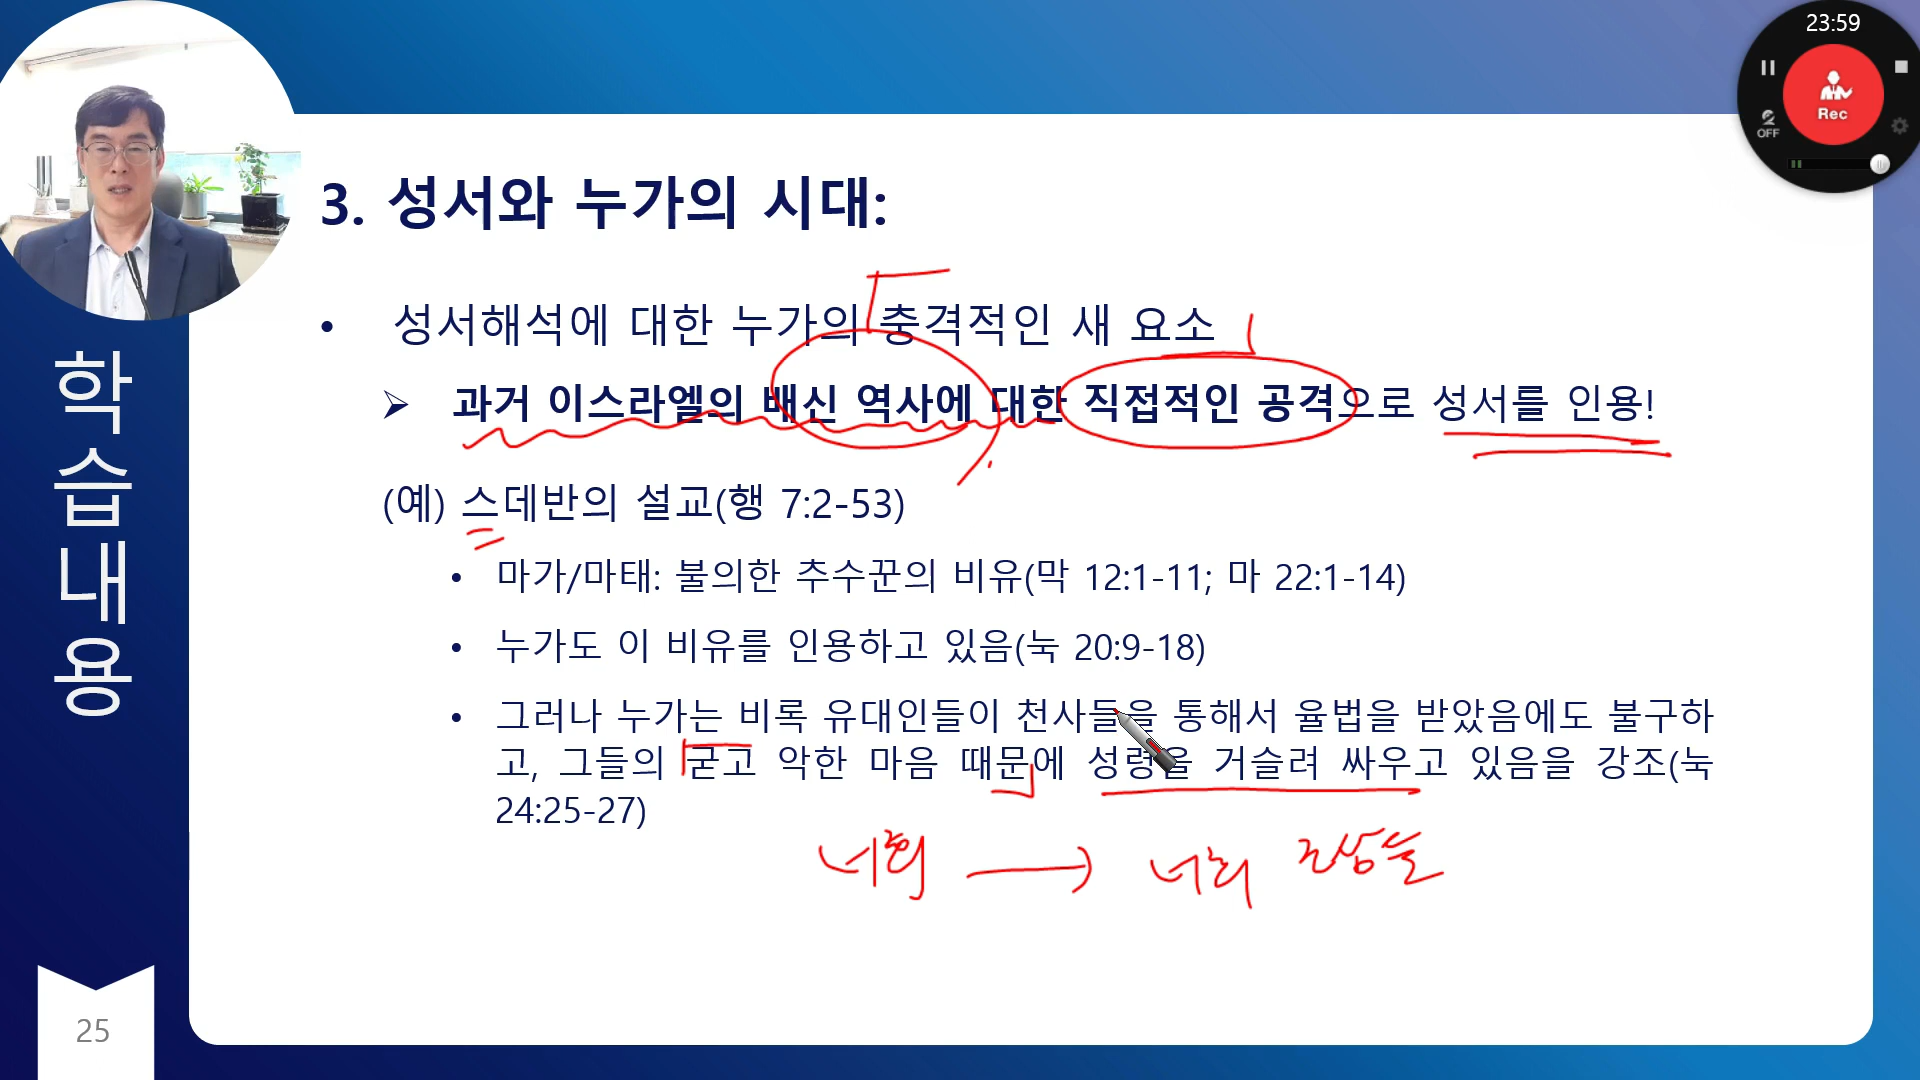 23:59
Rec
OFF
3. 성서와 누가의 시대:
• 성서해석에 대한 누가의 충격적인 새 요소
➢ 과거 이스라엘의 배신 역사에 대한 직접적인 공격으로 성서를 인용!
(예) 스데반의 설교(행 7:2-53)
• 마가/마태: 불의한 추수꾼의 비유(막 12:1-11; 마 22:1-14)
• 누가도 이 비유를 인용하고 있음(눅 20:9-18)
• 그러나 누가는 비록 유대인들이 천사들을 통해서 율법을 받았음에도 불구하
고, 그들의 굳고 악한 마음 때문에 성령을 거슬려 싸우고 있음을 강조(눅
24:25-27)
너희 → 너희 조상들
학습내용
25